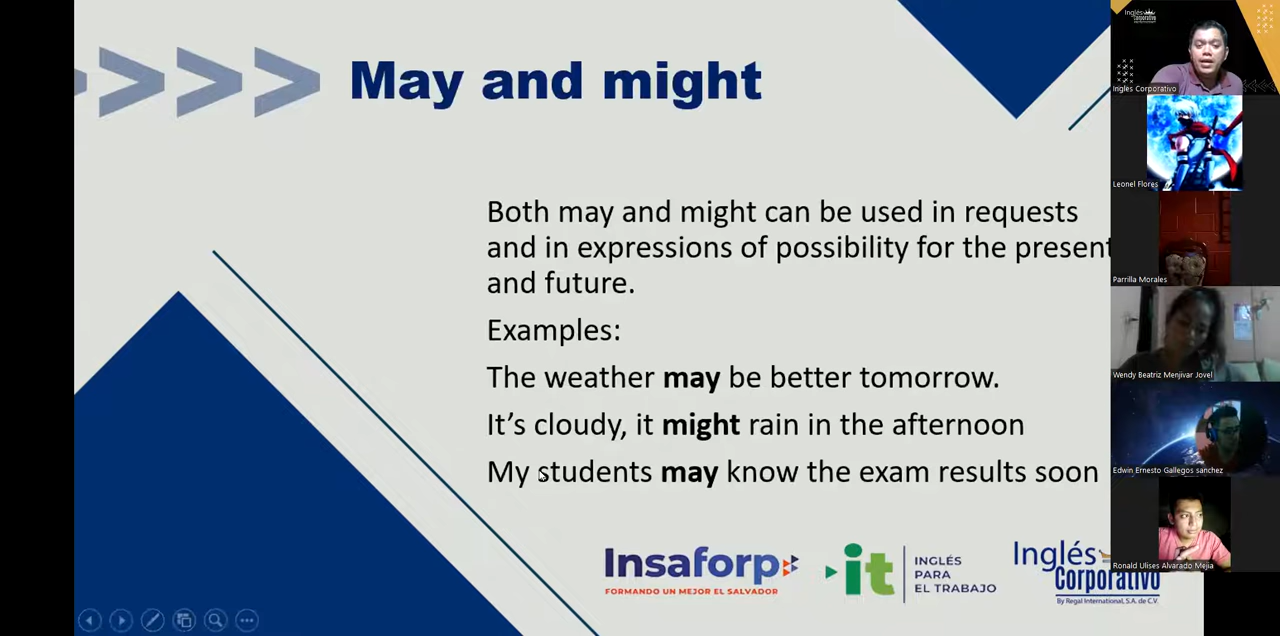 May and might
Both may and might can be used in requests
and in expressions of possibility for the present
and future.
Examples:
The weather may be better tomorrow.
It’s cloudy, it might rain in the afternoon
My students may know the exam results soon
Insaforp
FORMANDO UN MEJOR EL SALVADOR
it
INGLÉS
PARA
EL TRABAJO
Inglés
Corporativo
By Regal International, S.A. de C.V.
Inglés
Corporativo
Ingles Corporativo
Leonel Flores
Parrilla Morales
Wendy Beatriz Menjivar Jovel
Edwin Ernesto Gallegos sanchez
Ronald Ulises Alvarado Mejia